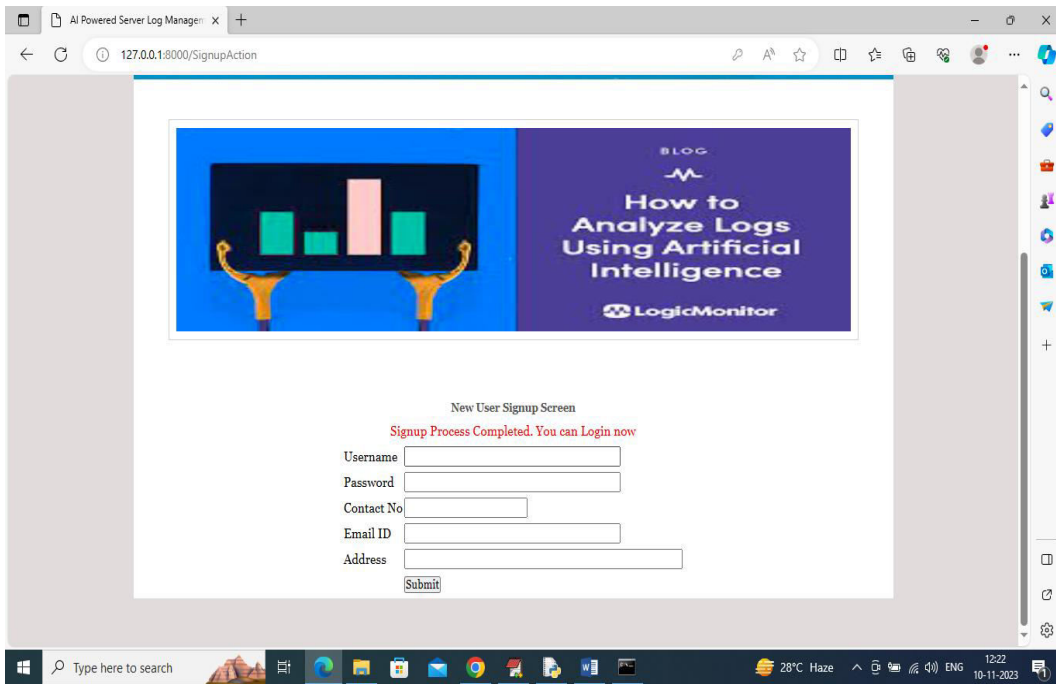 AI Powered Server Log Managem
127.0.0.1:8000/SignupAction
BLOG
How to
Analyze Logs
Using Artificial
Intelligence
LogicMonitor
New User Signup Screen
Signup Process Completed. You can Login now
Username
Password
Contact No
Email ID
Address
Submit
Type here to search
28°C Haze
ENG
12:22
10-11-2023